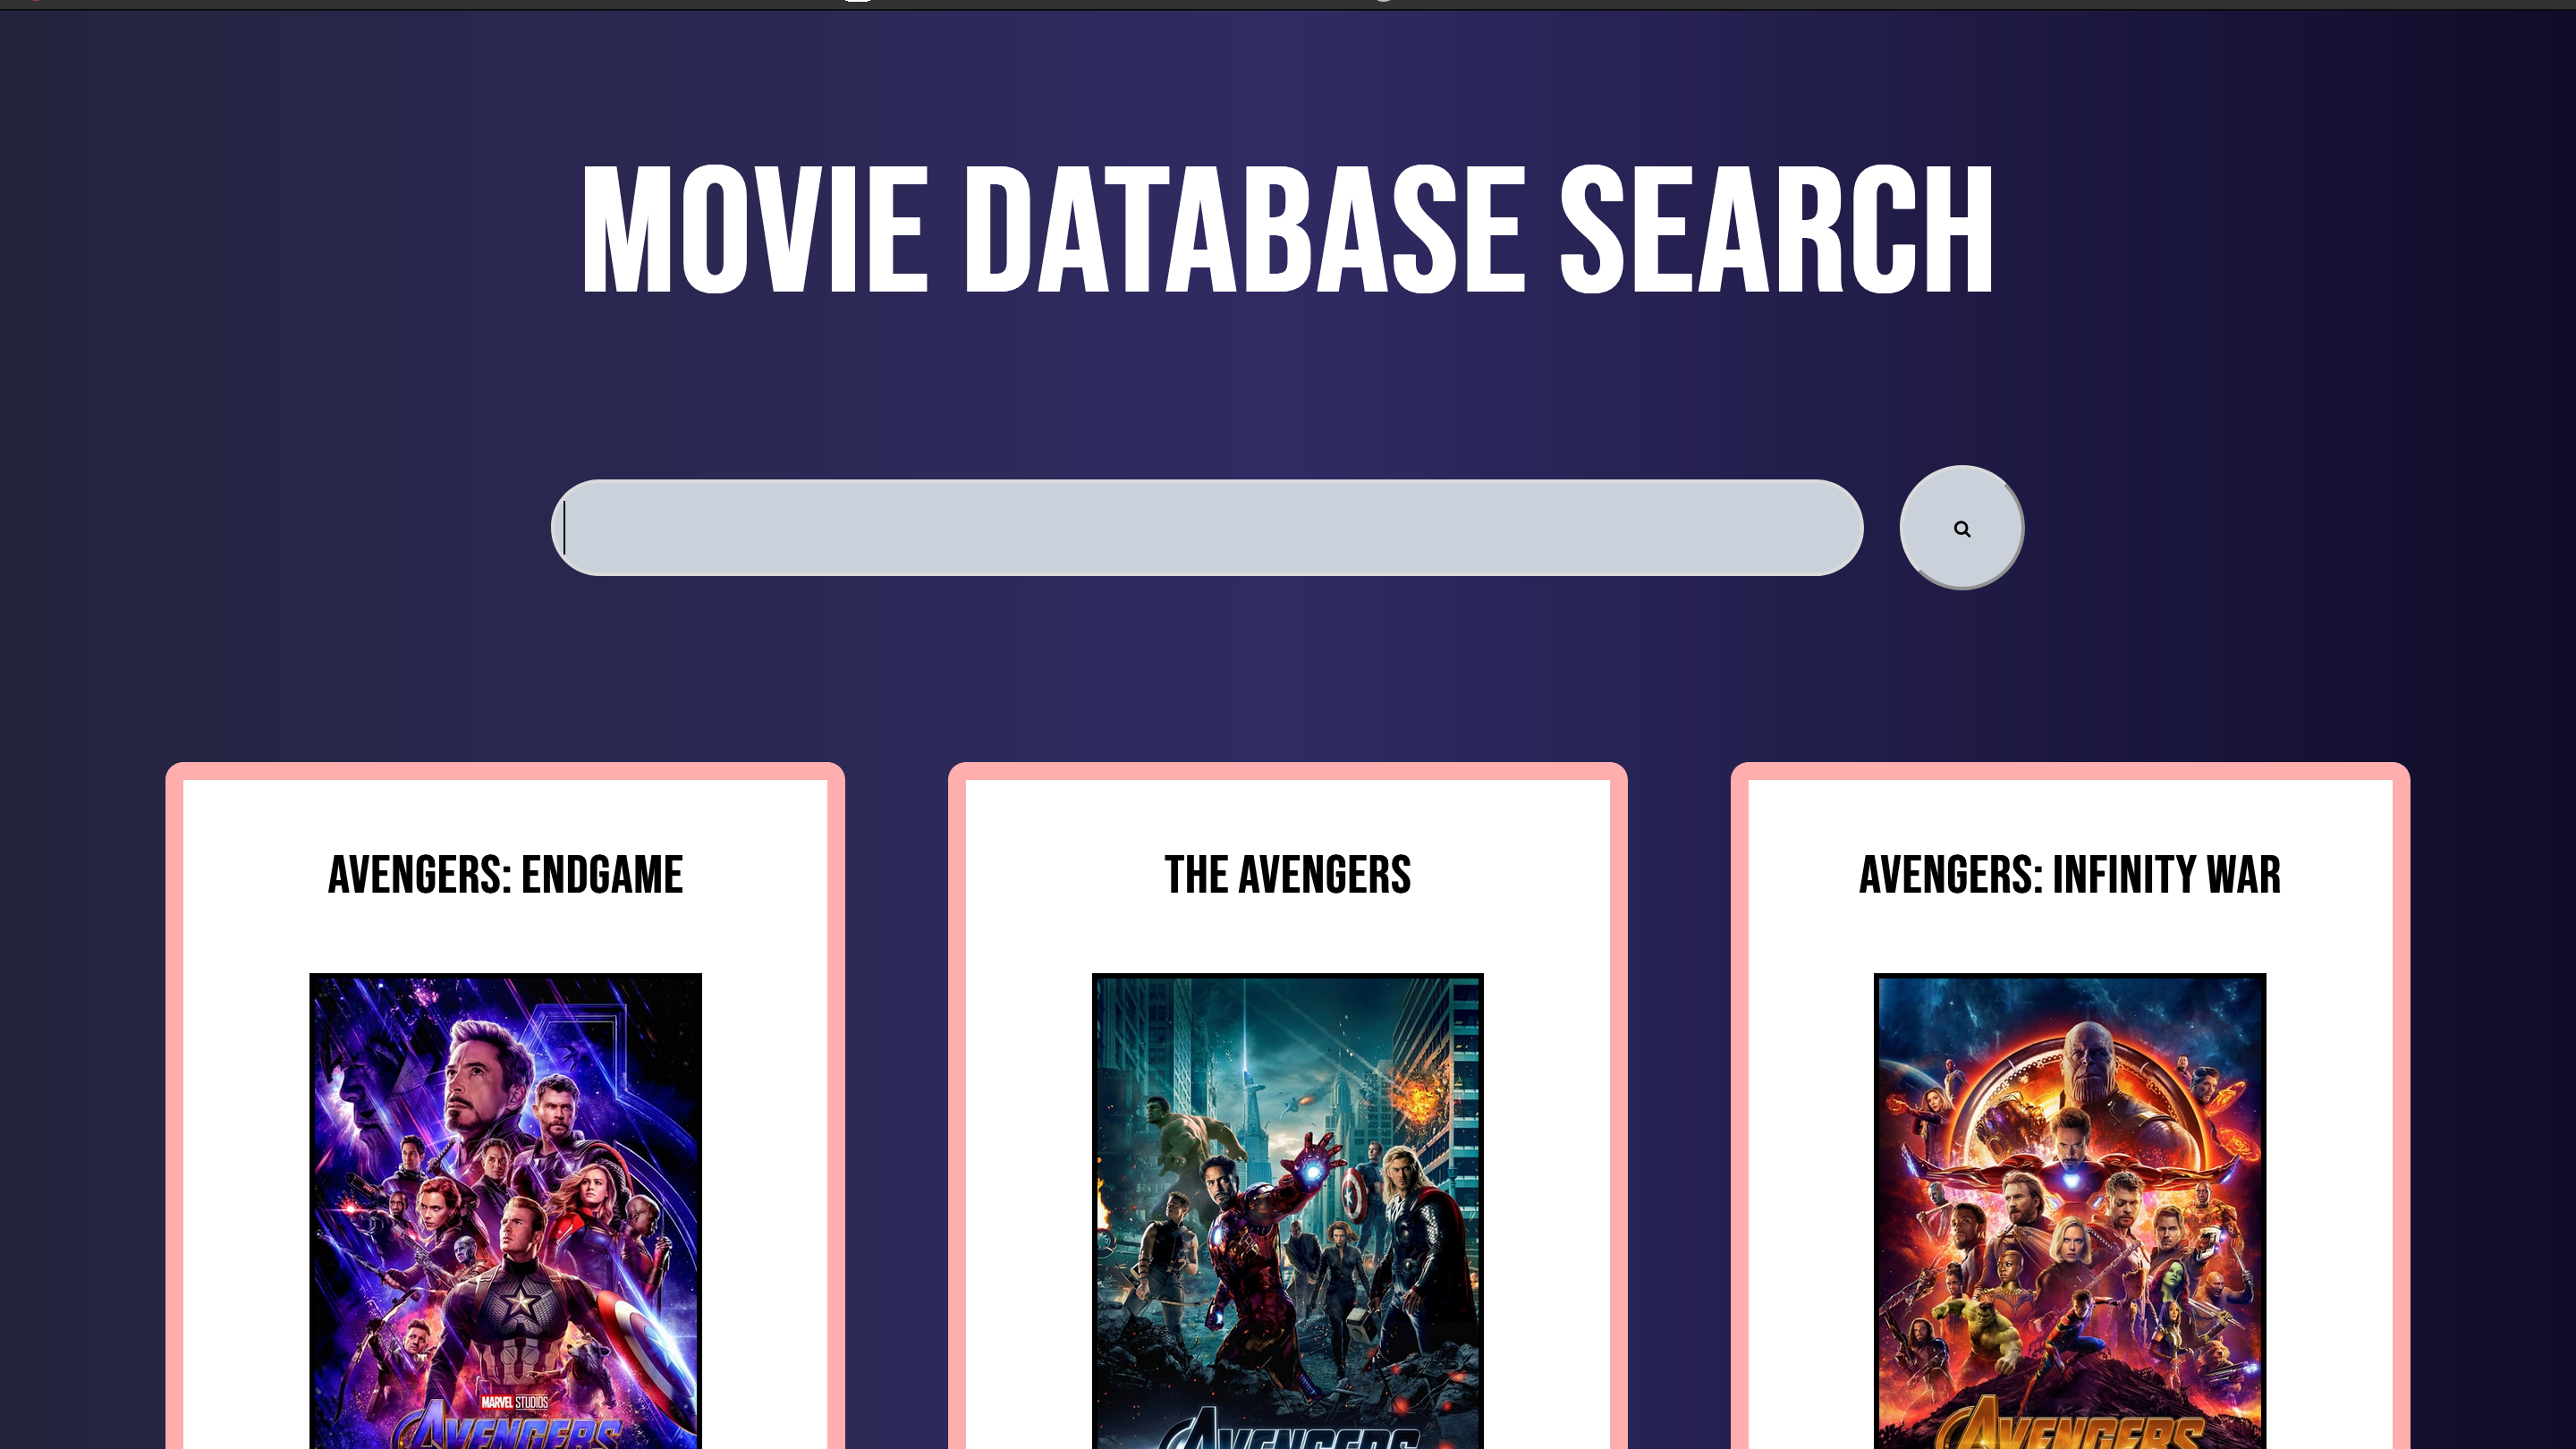 MOVIE DATABASE SEARCH
AVENGERS: ENDGAME
THE AVENGERS
AVENGERS: INFINITY WAR
MARVEL STUDIOS
AVENGERS
AVENGERS
AVENGERS